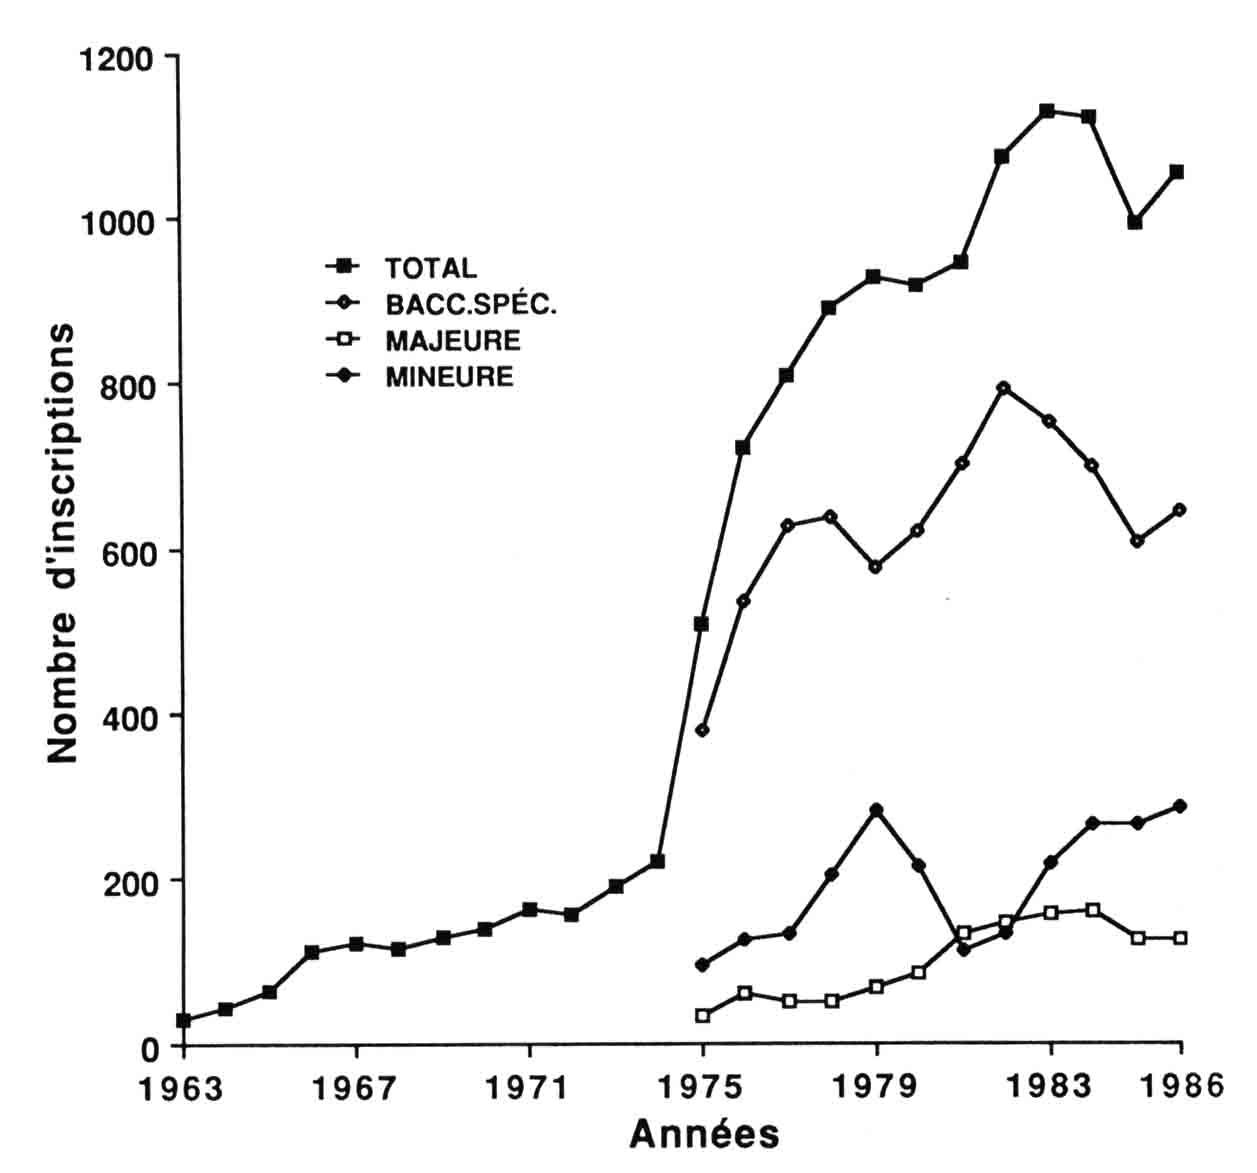 1200
1000
800
600
400
200
0
Nombre d'inscriptions
TOTAL
BACC.SPÉC.
MAJEURE
MINEURE
1963 1967 1971 1975 1979 1983 1986
Années